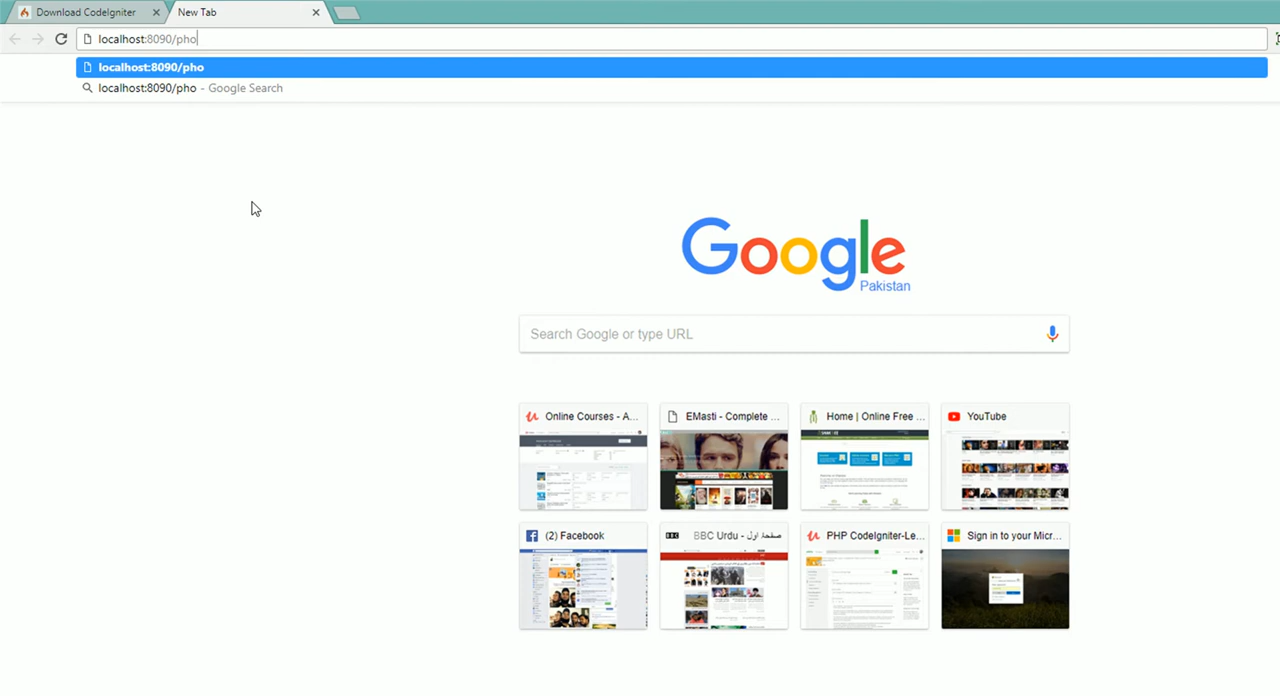 Download CodeIgniter
New Tab
localhost:8090/pho
localhost:8090/pho
localhost:8090/pho - Google Search
Google
Pakistan
Search Google or type URL
Online Courses - A...
EMasti - Complete ...
Home | Online Free ...
YouTube
(2) Facebook
BBC
BBC Urdu - صفحۂ اول
PHP CodeIgniter-Le...
Sign in to your Micr...